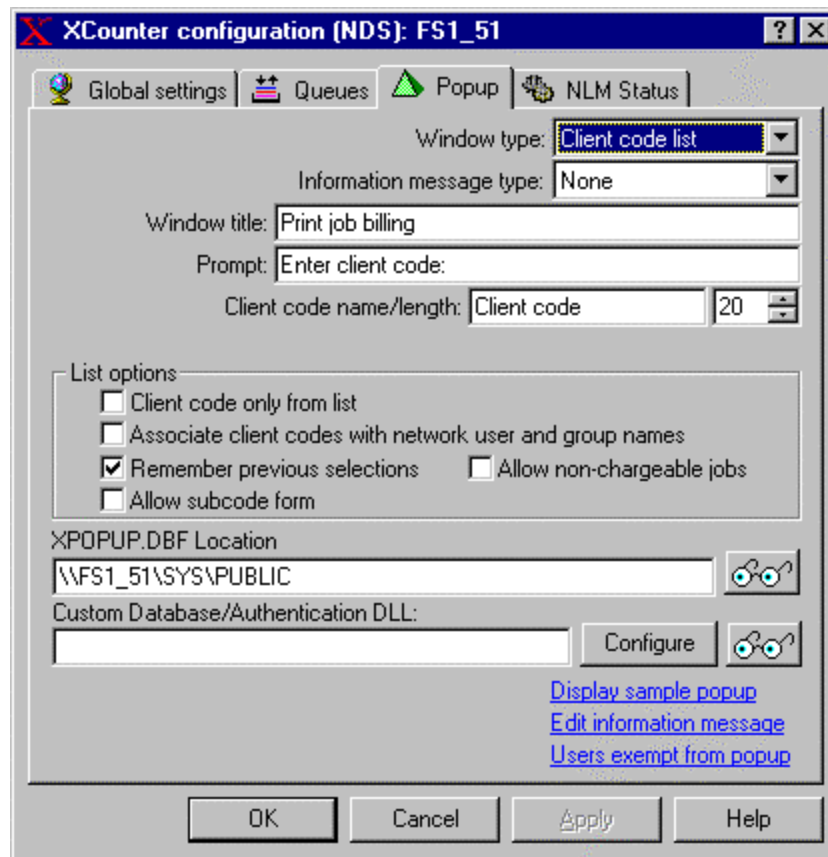 XCounter configuration (NDS): FS1_51
Global settings Queues Popup NLM Status
Window type: Client code list
Information message type: None
Window title: Print job billing
Prompt: Enter client code:
Client code name/length: Client code 20
List options
Client code only from list
Associate client codes with network user and group names
Remember previous selections Allow non-chargeable jobs
Allow subcode form
XPOPUP.DBF Location
\\FS1_51\SYS\PUBLIC
Custom Database/Authentication DLL:
Configure
Display sample popup
Edit information message
Users exempt from popup
OK Cancel Apply Help